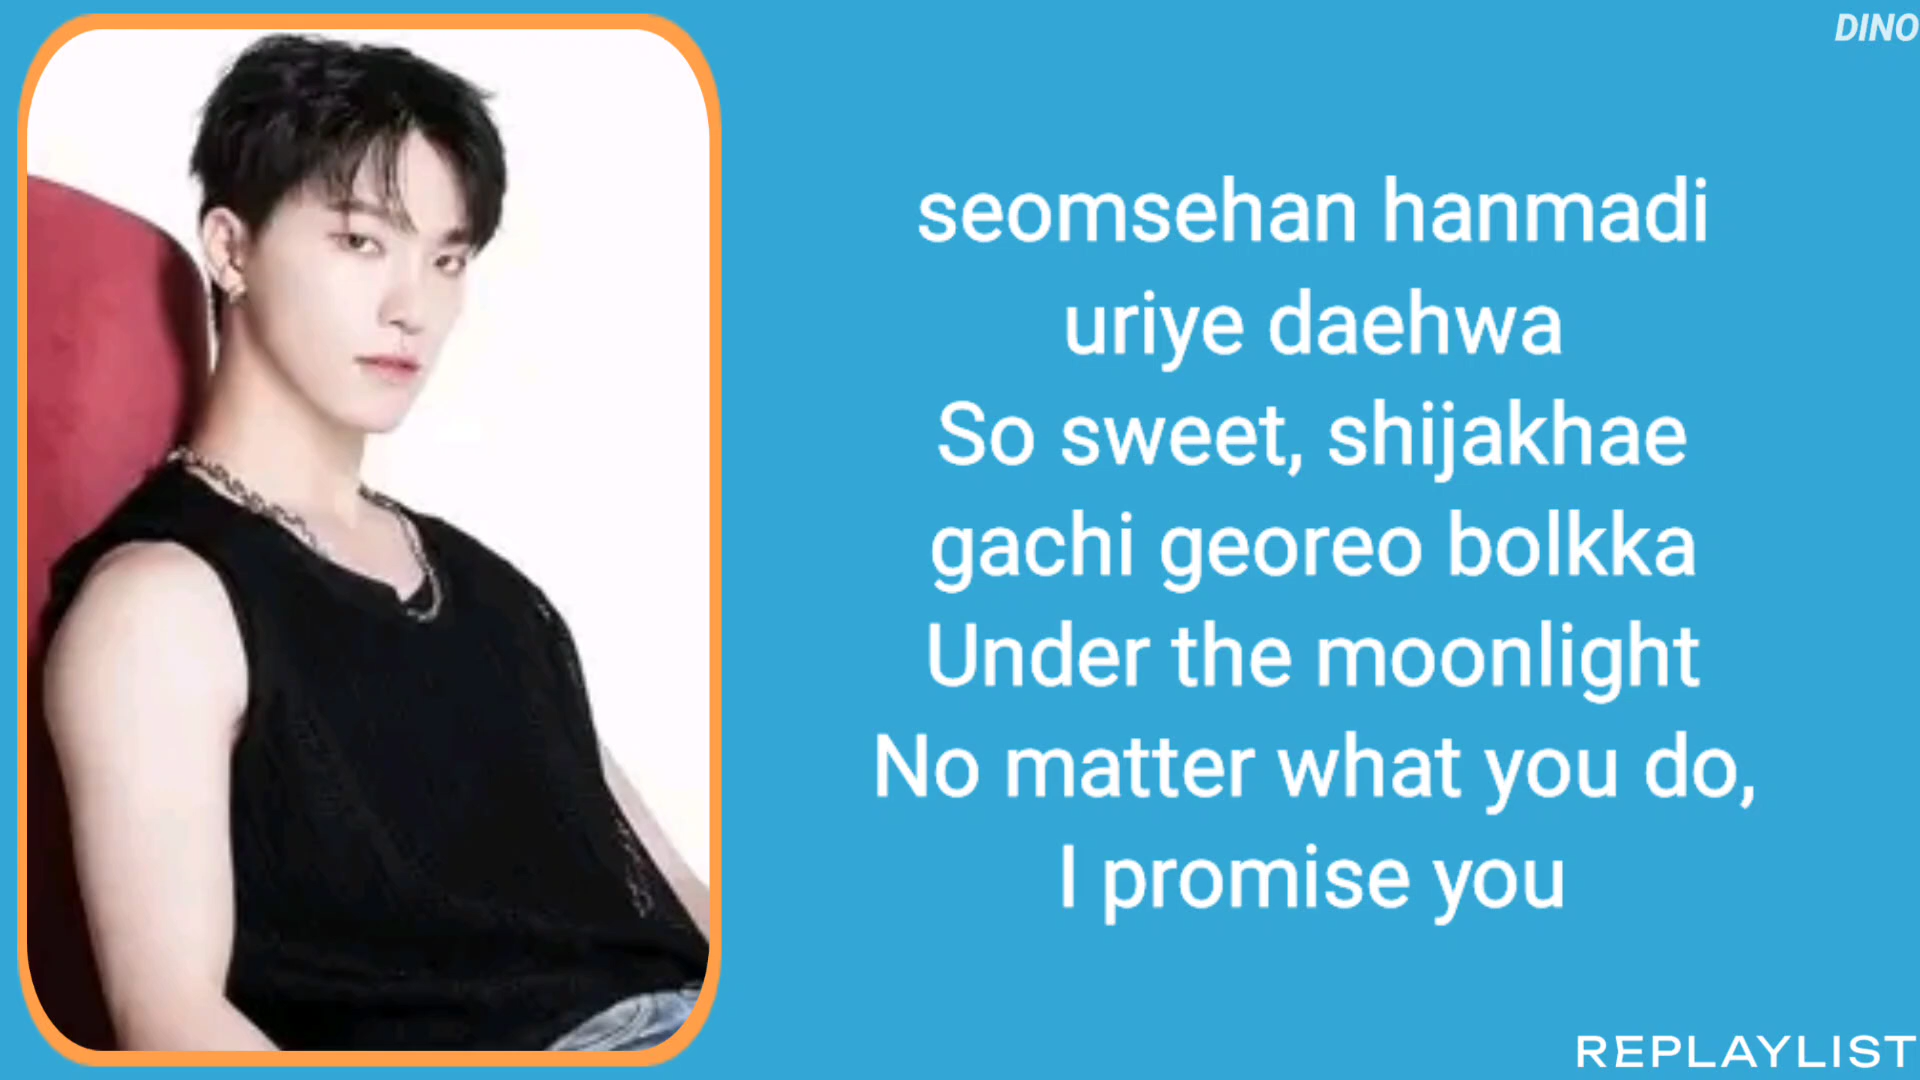 DINO
seomsehan hanmadi
uriye daehwa
So sweet, shijakhae
gachi georeo bolkka
Under the moonlight
No matter what you do,
I promise you
REPLAYLIST